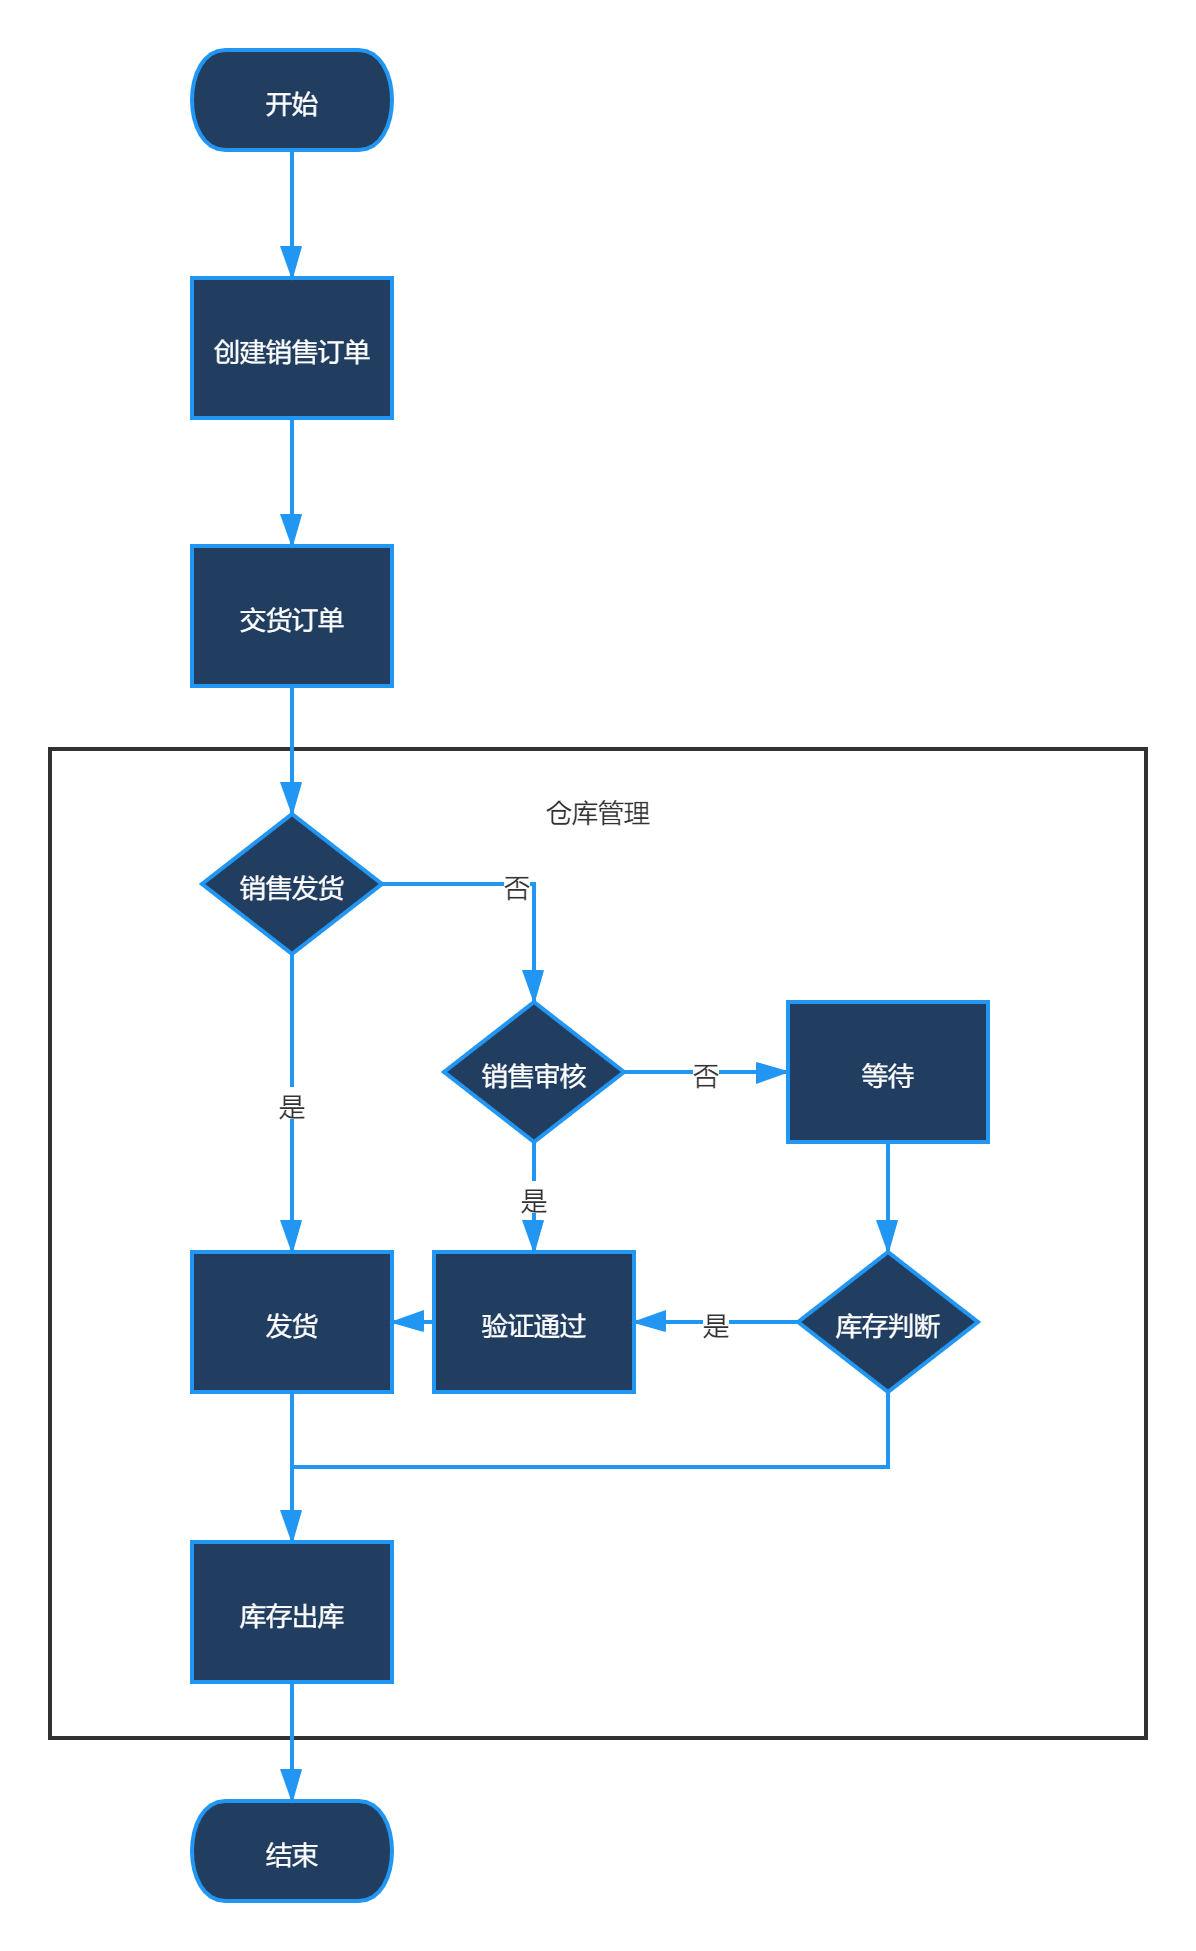 开始
创建销售订单
交货订单
仓库管理
销售发货
否
销售审核
否
等待
是
是
发货
验证通过
是
库存判断
库存出库
结束